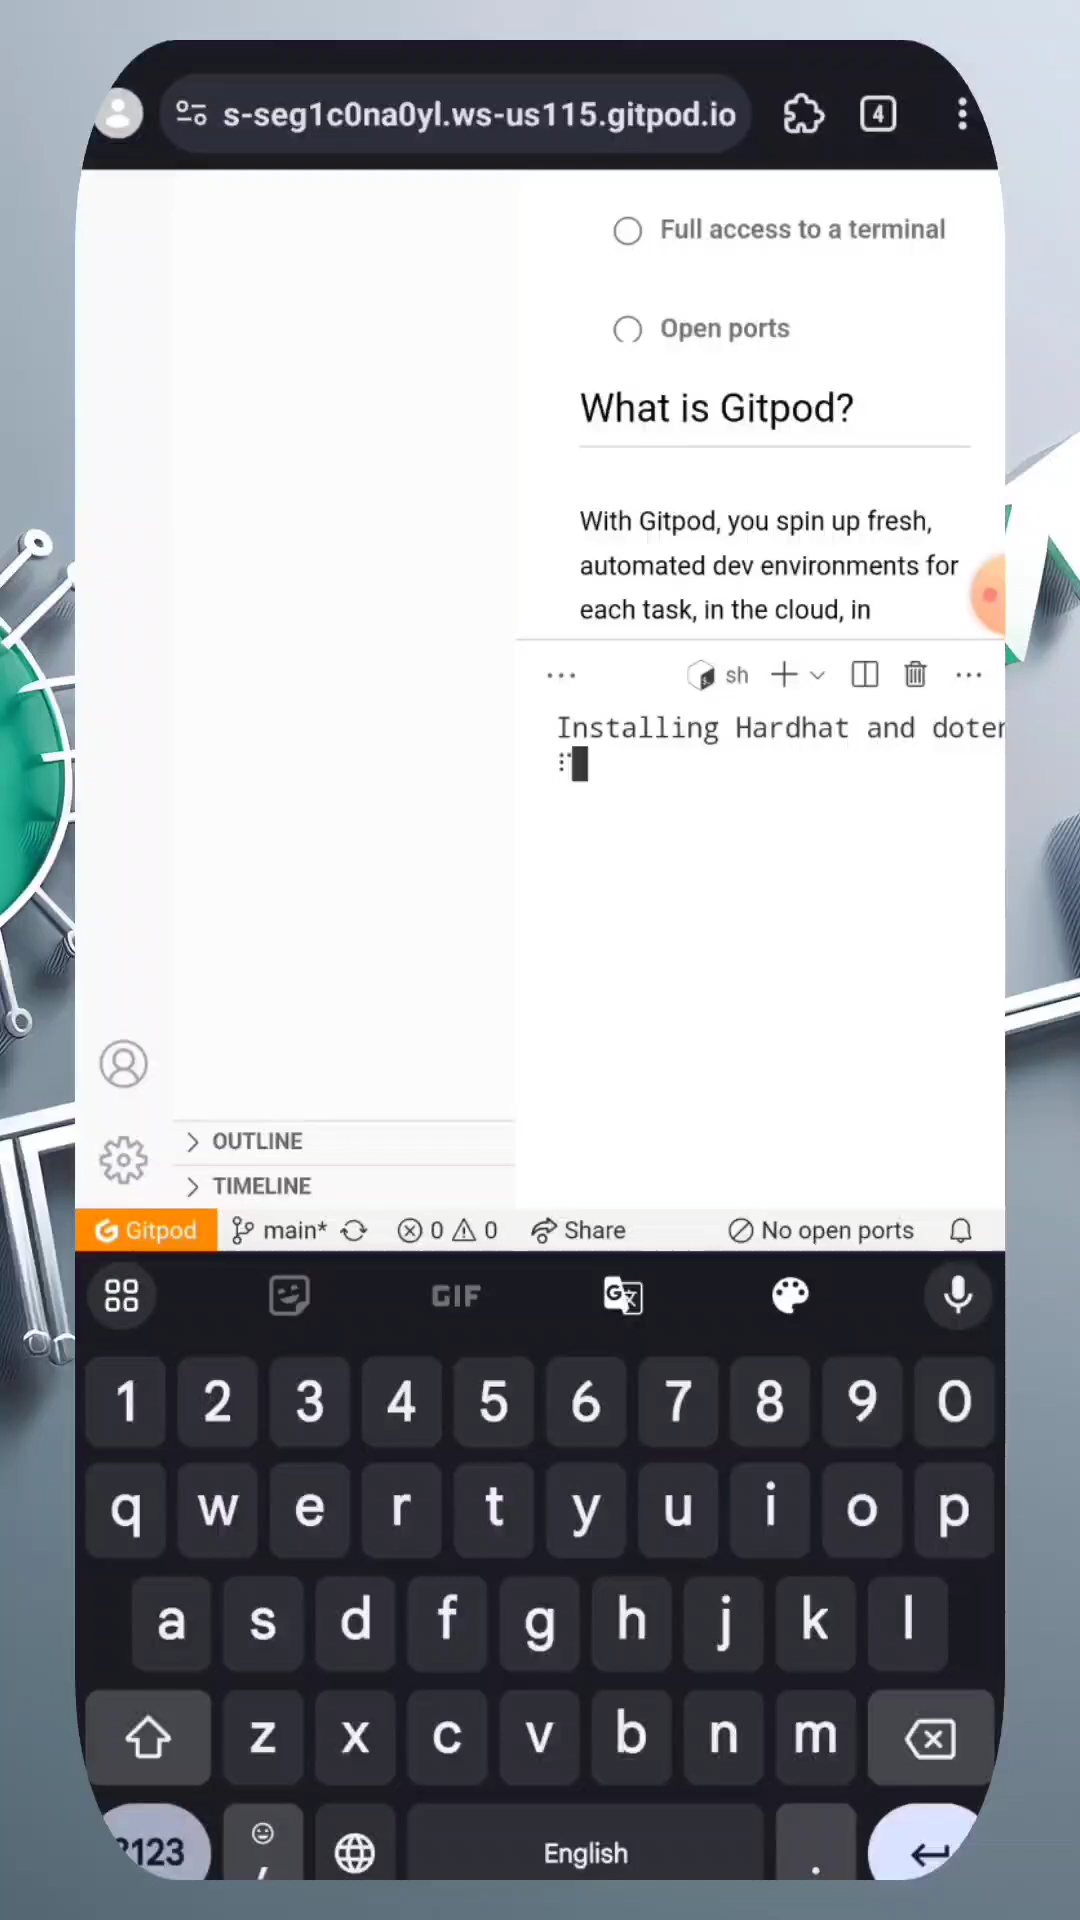 s-seg1c0na0yl.ws-us115.gitpod.io
4
Full access to a terminal
Open ports
What is Gitpod?
With Gitpod, you spin up fresh,
automated dev environments for
each task, in the cloud, in
sh
Installing Hardhat and doten
OUTLINE
TIMELINE
Gitpod main* 0 0 Share No open ports
GIF
1 2 3 4 5 6 7 8 9 0
q w e r t y u i o p
a s d f g h j k l
z x c v b n m
?123 , English .